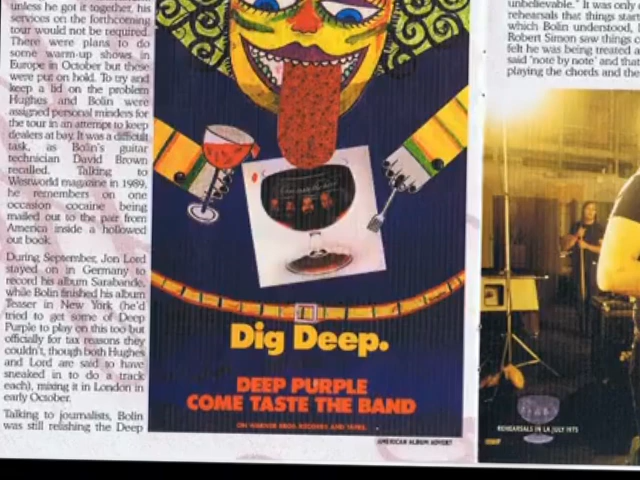 unless he got it together, his
services on the forthcoming
tour would not be required.
There were plans to do
some warm-up shows in
Europe in October but these
were put on hold. To try and
keep a lid on the problem
Hughes and Bolin were
assigned personal minders for
the tour in an attempt to keep
dealers at bay. It was a difficult
task, as Bolin's guitar
technician David Brown
recalled. Talking to
Westworld magazine in 1989,
he remembers on one
occasion cocaine being
mailed out to the pair from
America inside a hollowed
out book.
During September, Jon Lord
stayed on in Germany to
record his album Sarabande,
while Bolin finished his album
Teaser in New York (he'd
tried to get some of Deep
Purple to play on this too but
officially for tax reasons they
couldn't, though both Hughes
and Lord are said to have
sneaked in to do a track
each), mixing it in London in
early October.
Talking to journalists, Bolin
was still relishing the Deep
Dig Deep.
DEEP PURPLE
COME TASTE THE BAND
ON WARNER BROS. RECORDS AND TAPES.
AMERICAN ALBUM ADVERT
unbelievable." It was only
rehearsals that things star
which Bolin understood,
Robert Simon saw things
felt he was being treated
said 'note by note' and that
playing the chords and the
REHEARSALS IN LA JULY 1975